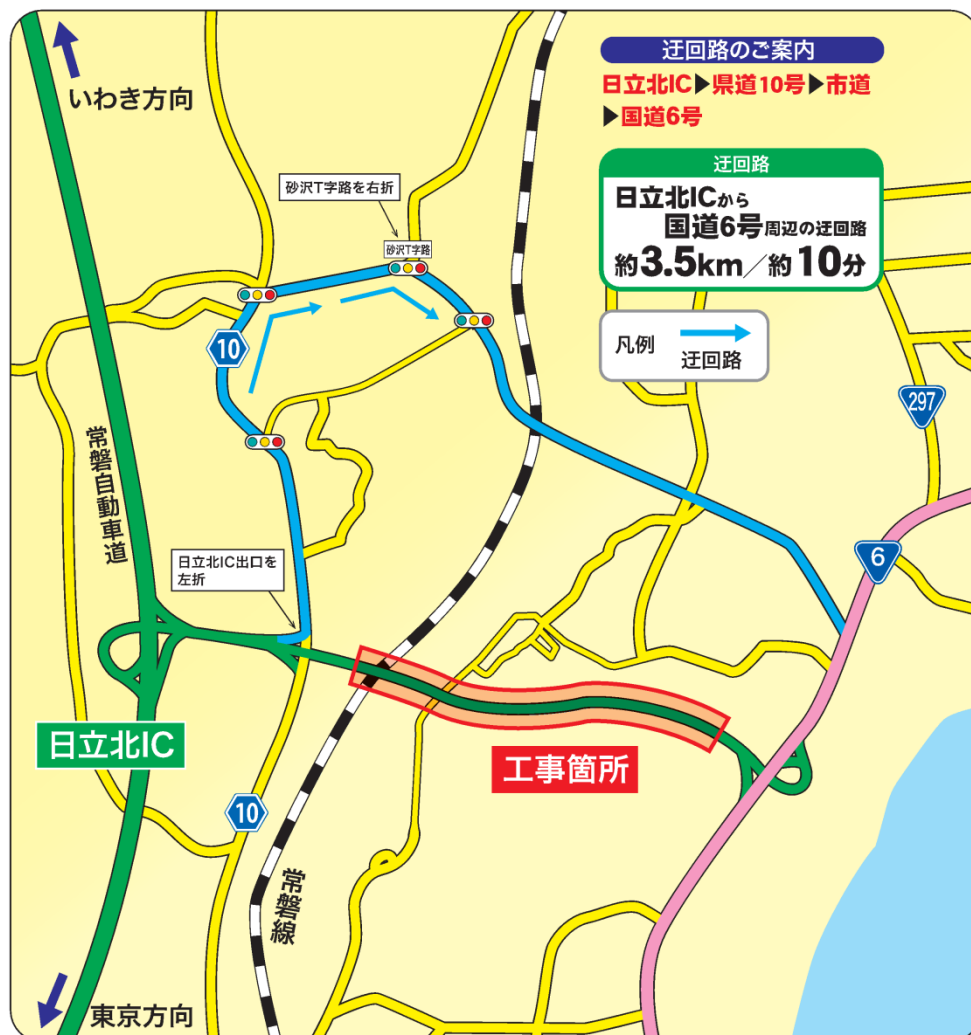 迂回路のご案内
日立北IC▶県道10号▶市道
▶国道6号
迂回路
日立北ICから
国道6号周辺の迂回路
約3.5km／約10分
凡例
迂回路
いわき方向
砂沢T字路を右折
砂沢T字路
10
297
常磐自動車道
日立北IC出口を
左折
6
日立北IC
工事箇所
10
常磐線
東京方向